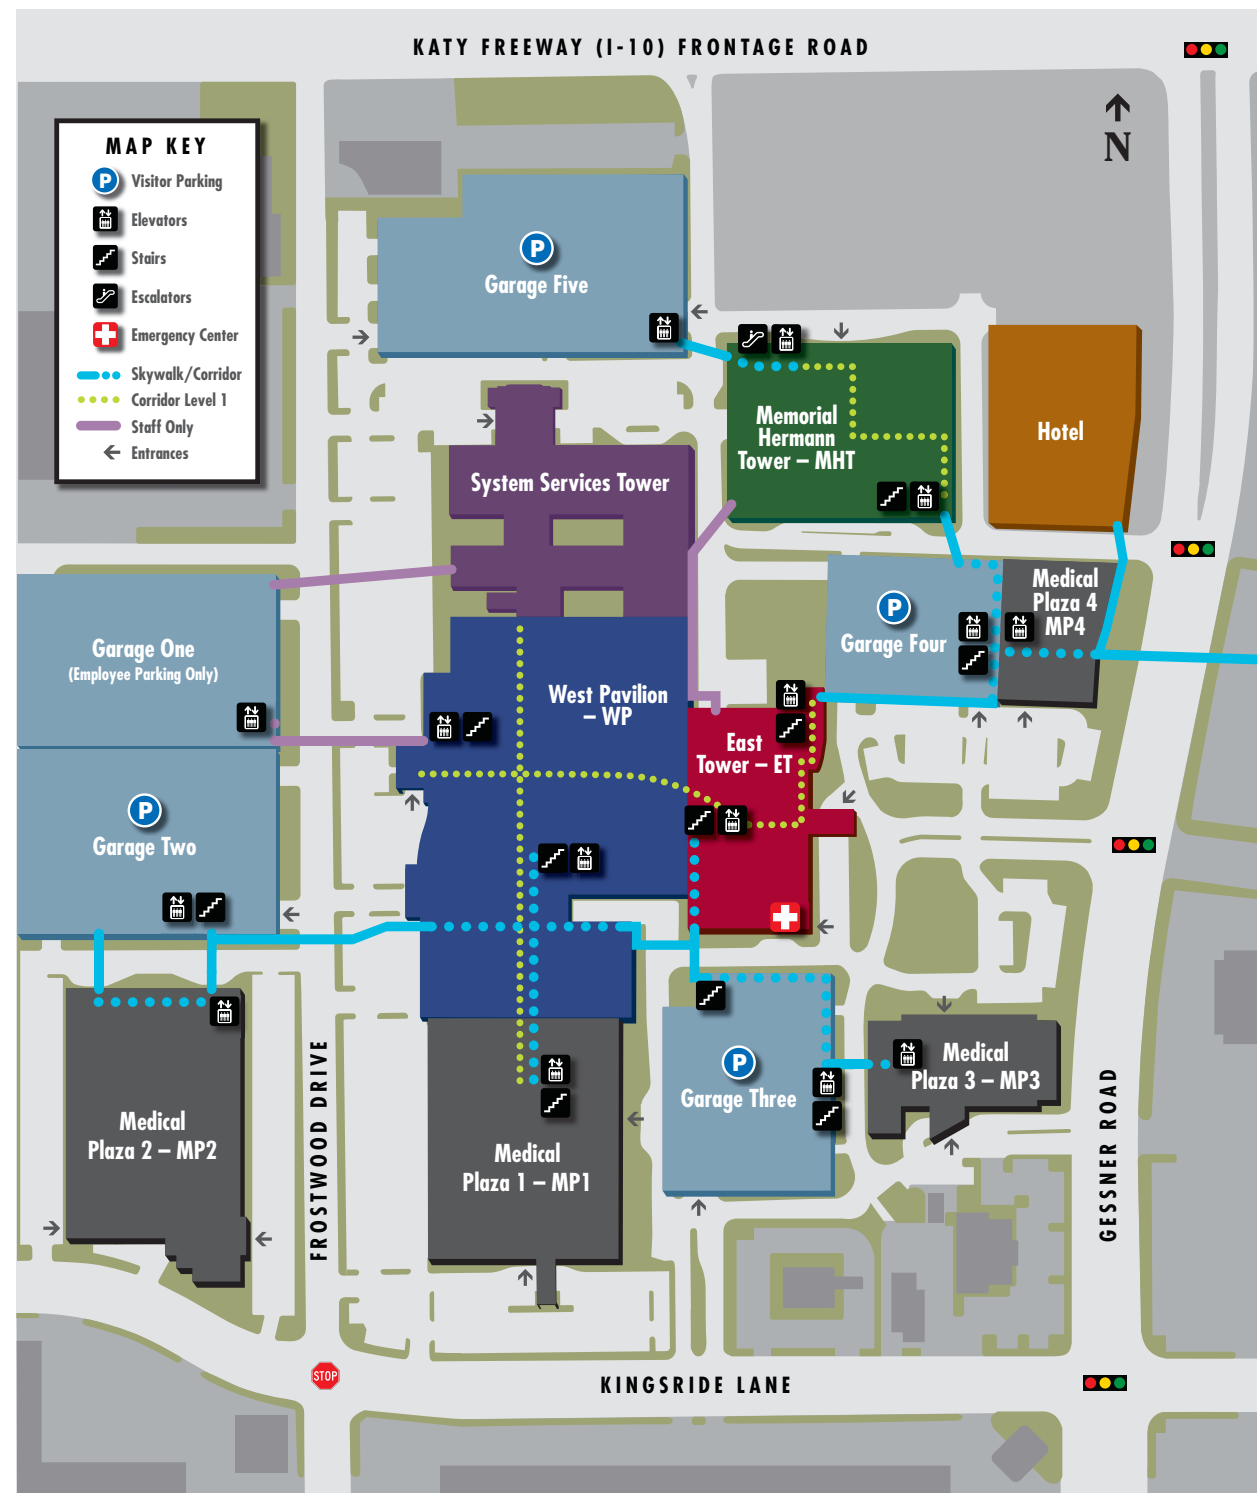 KATY FREEWAY (I-10) FRONTAGE ROAD
N
MAP KEY
P Visitor Parking
Elevators
Stairs
Escalators
Emergency Center
Skywalk/Corridor
Corridor Level 1
Staff Only
Entrances
P
Garage Five
Memorial
Hermann
Tower – MHT
Hotel
System Services Tower
Medical
Plaza 4
MP4
P
Garage Four
Garage One
(Employee Parking Only)
West Pavilion
– WP
East
Tower – ET
P
Garage Two
Medical
Plaza 3 – MP3
P
Garage Three
Medical
Plaza 2 – MP2
Medical
Plaza 1 – MP1
FROSTWOOD DRIVE
GESSNER ROAD
STOP
KINGSRIDE LANE